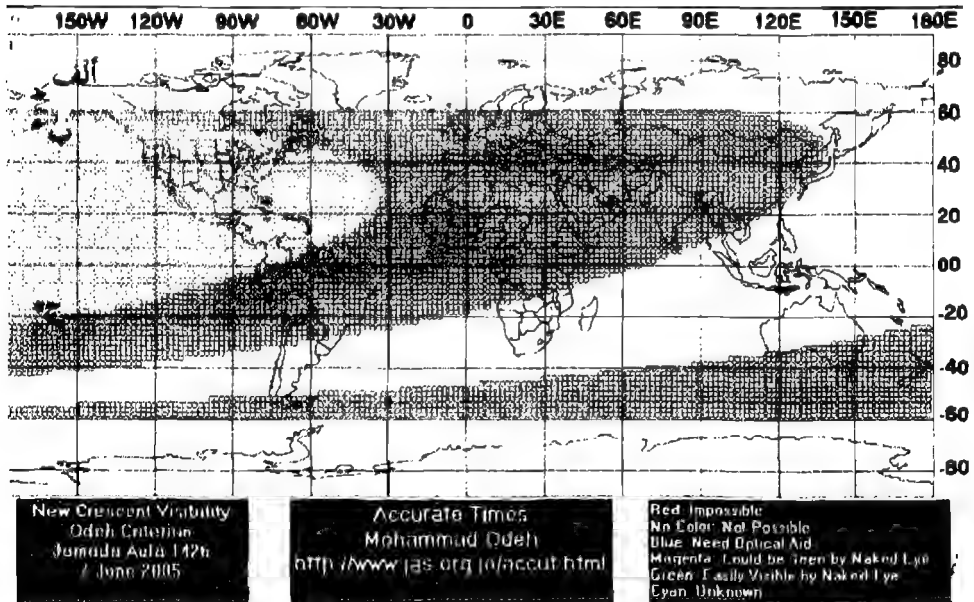 150W 120W 90W 60W 30W 0 30E 60E 90E 120E 150E 180E
ألف
ب
80
60
40
20
00
-20
-40
-60
-80
New Crescent Visibility
Odeh Criterion
Jumada Aula 1426
7 June 2005
Accurate Times
Mohammad Odeh
http://www.jas.org.jo/accut.html
Red: Impossible
No Color: Not Possible
Blue: Need Optical Aid
Magenta: Could be Seen by Naked Eye
Green: Easily Visible by Naked Eye
Cyan: Unknown